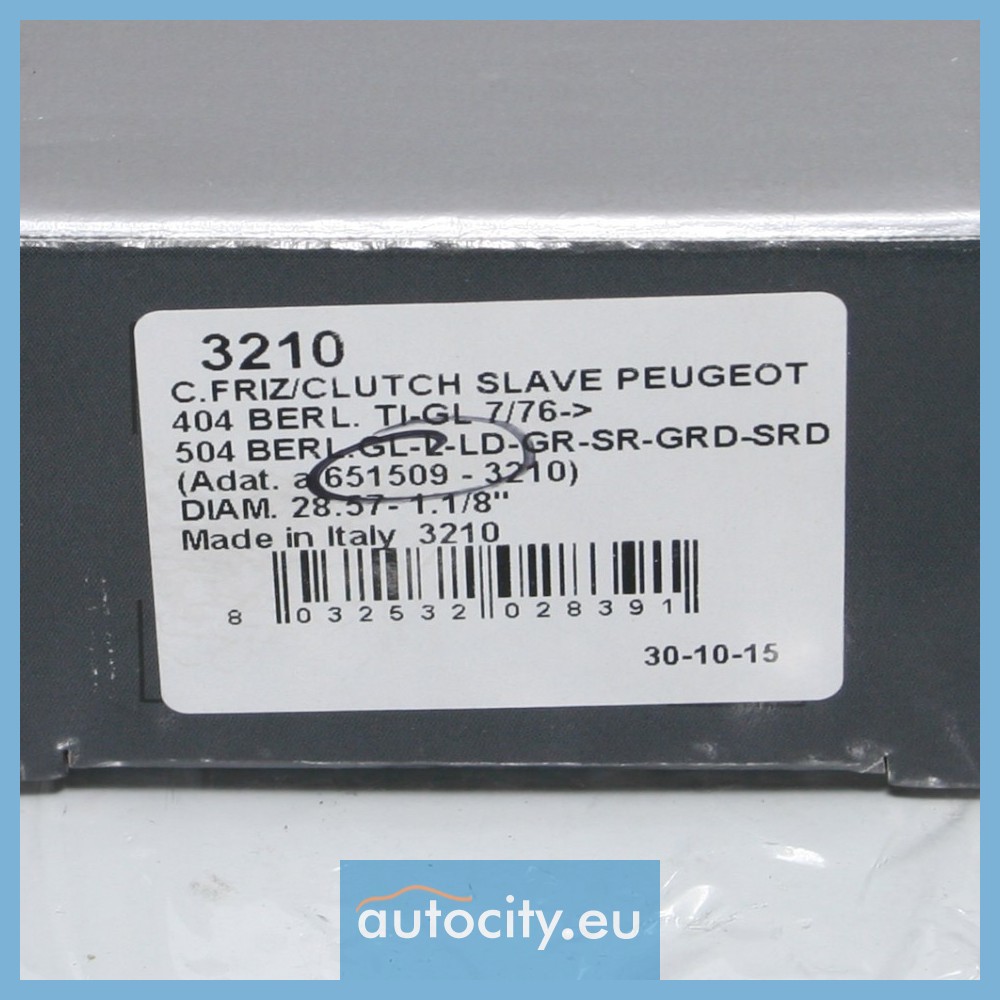 3210
C.FRIZ/CLUTCH SLAVE PEUGEOT
404 BERL. TI-GL 7/76->
504 BERL.GL-L-LD-GR-SR-GRD-SRD
(Adat. a 651509 - 3210)
DIAM. 28.57- 1.1/8"
Made in Italy 3210
8 032532 028391
30-10-15
autocity.eu